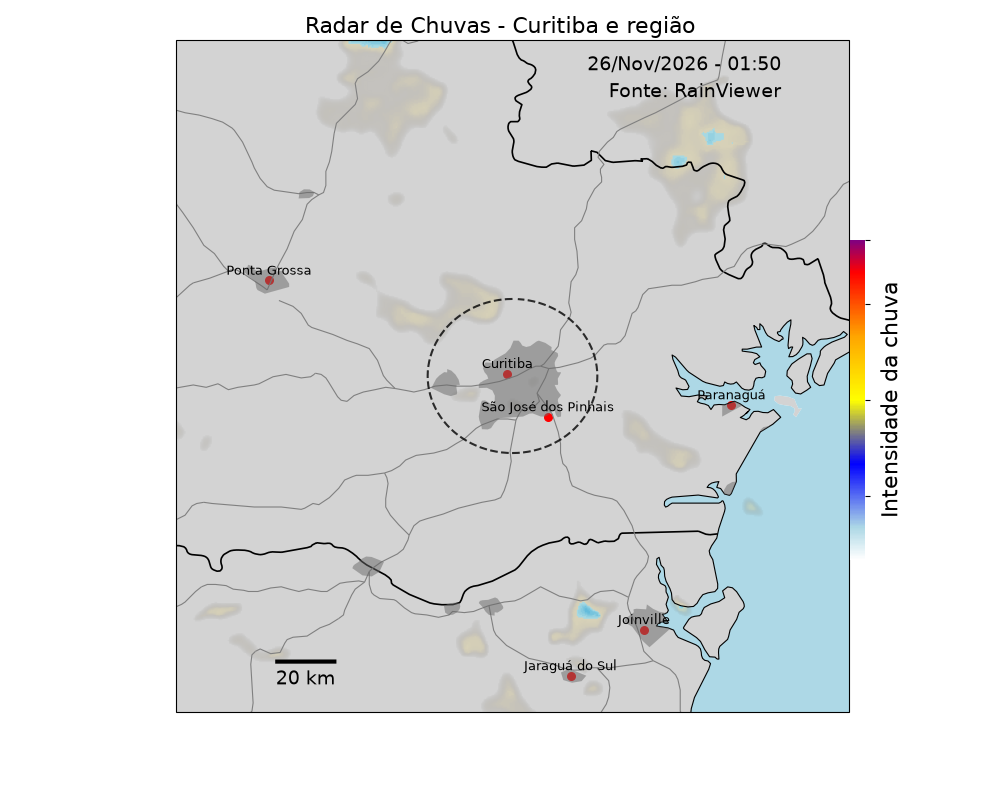 Radar de Chuvas - Curitiba e região
26/Nov/2026 - 01:50
Fonte: RainViewer
Ponta Grossa
Curitiba
Paranaguá
São José dos Pinhais
Intensidade da chuva
Joinville
Jaraguá do Sul
20 km